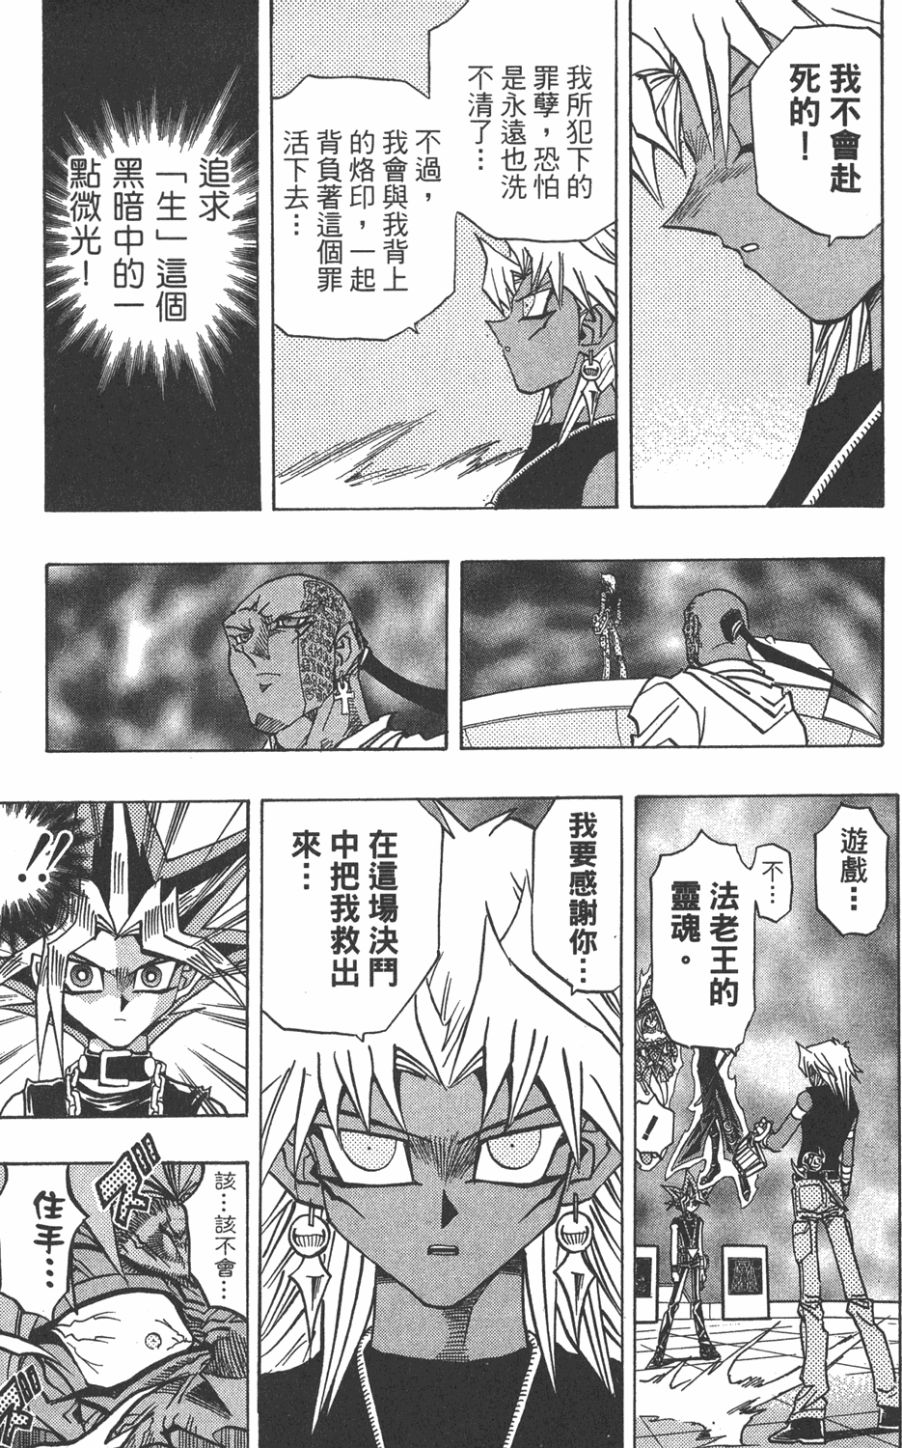 我不會赴
死的！
我所犯下的
罪孽，恐怕
是永遠也洗
不清了…
不過，
我會與我背上
的烙印，一起
背負著這個罪
活下去…
追求
「生」這個
黑暗中的一
點微光！
遊戲…
不…
法老王的
靈魂。
！
我要感謝你…
在這場決鬥
中把我救出
來…
！！
該…該不會…
住手…